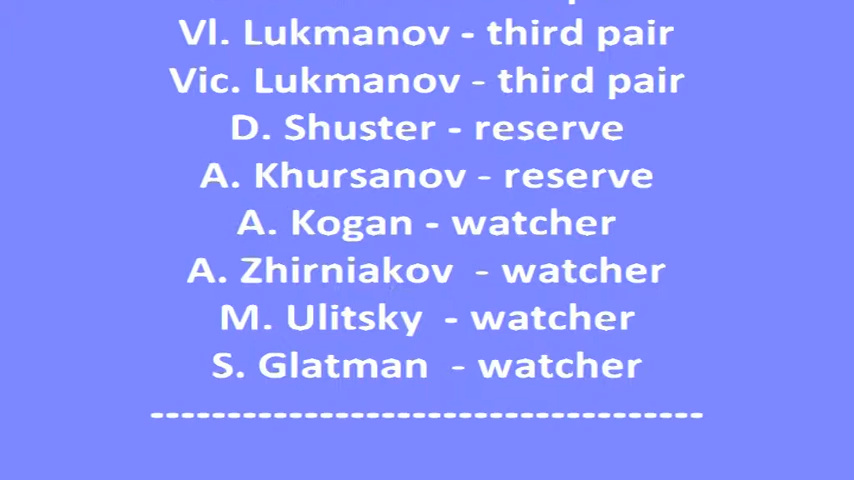 Vl. Lukmanov - third pair
Vic. Lukmanov - third pair
D. Shuster - reserve
A. Khursanov - reserve
A. Kogan - watcher
A. Zhirniakov - watcher
M. Ulitsky - watcher
S. Glatman - watcher
------------------------------------